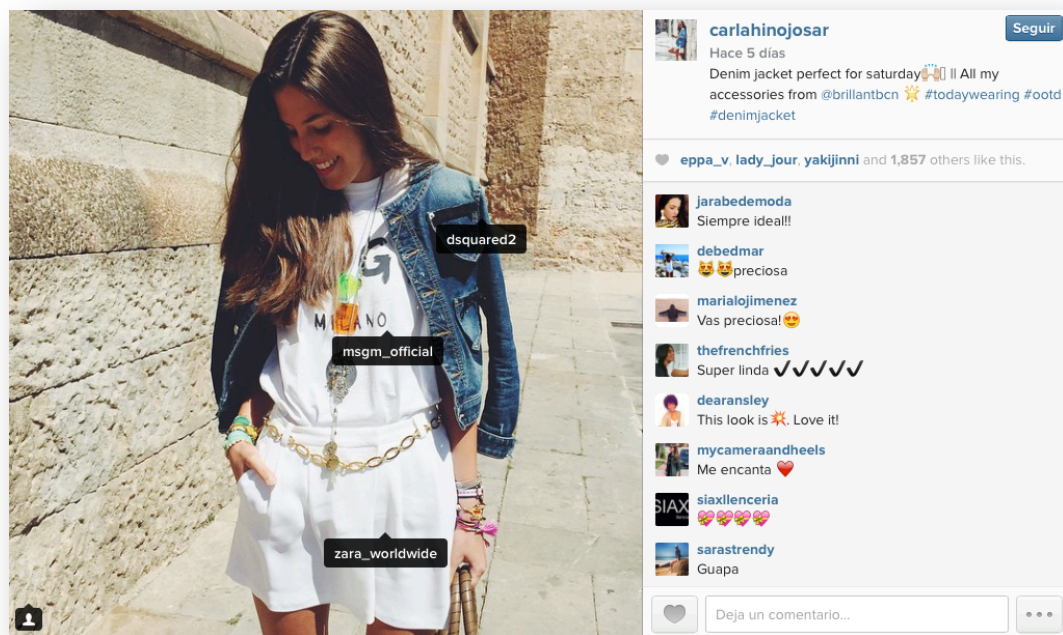 carlahinojosar
Seguir
Hace 5 días
Denim jacket perfect for saturday🙌🏼 || All my
accessories from @brillantbcn 🌟 #todaywearing #ootd
#denimjacket
eppa_v, lady_jour, yakijinni and 1,857 others like this.
jarabedemoda
Siempre ideal!!
debedmar
😻😻preciosa
marialojimenez
Vas preciosa!😍
thefrenchfries
Super linda ✔✔✔✔✔
dearansley
This look is💥. Love it!
mycameraandheels
Me encanta ❤
SIAX
siaxllenceria
💝💝💝💝
sarastrendy
Guapa
Deja un comentario...
dsquared2
G
MILANO
msgm_official
zara_worldwide